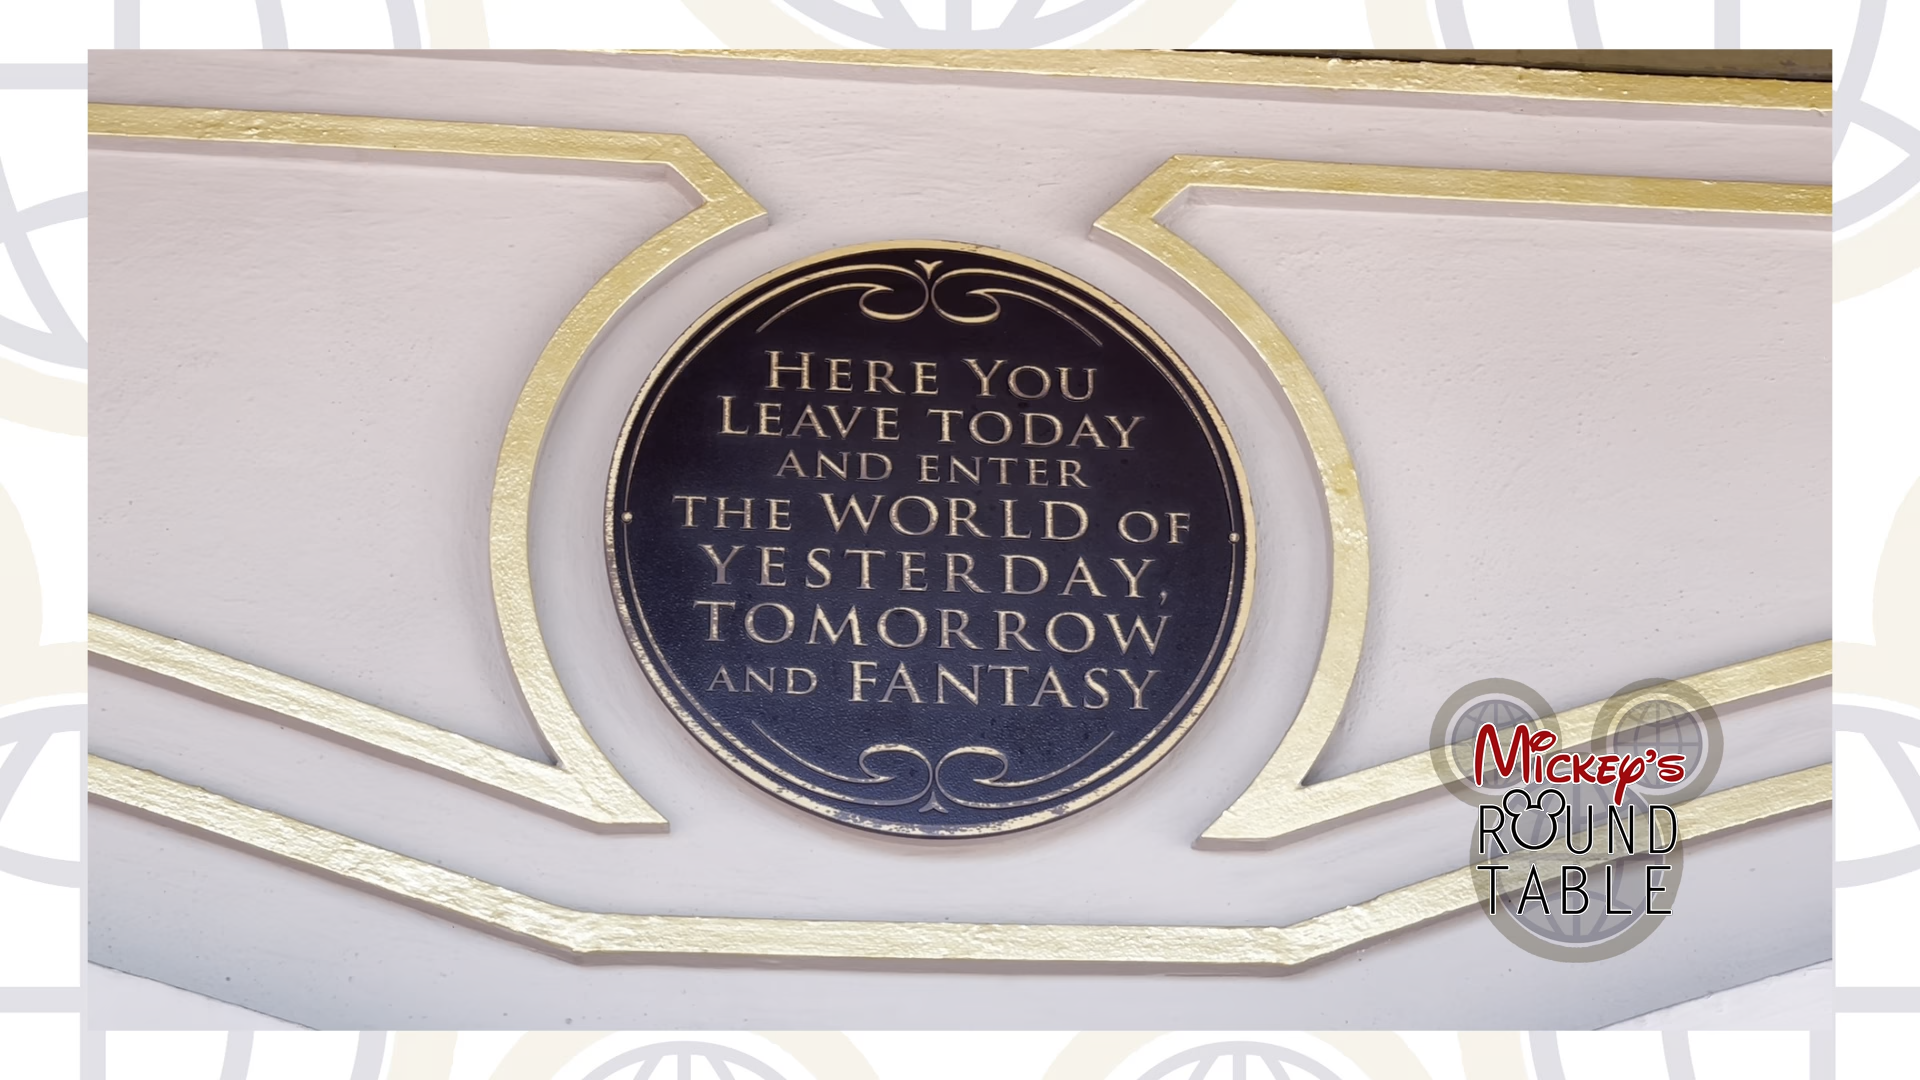 HERE YOU
LEAVE TODAY
AND ENTER
THE WORLD OF
YESTERDAY,
TOMORROW
AND FANTASY
MICKEY'S
ROUND
TABLE